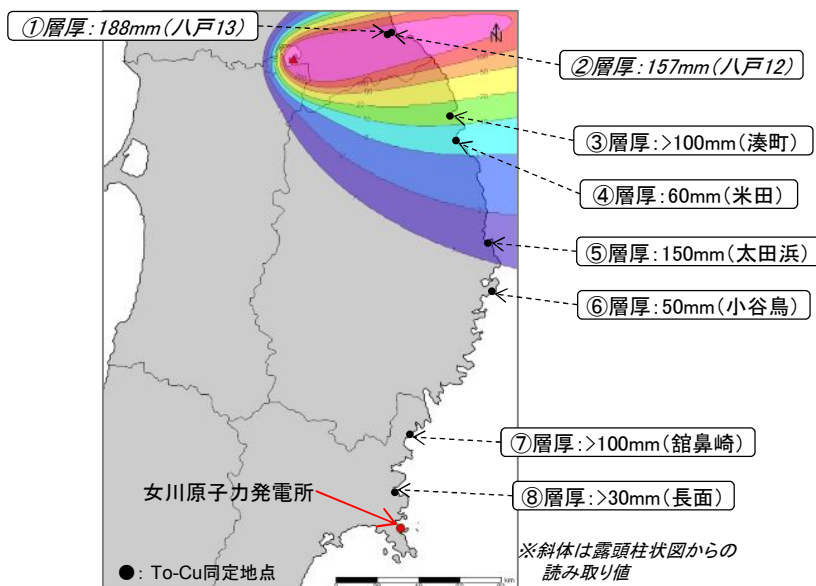 ①層厚:188mm(八戸13)
②層厚:157mm(八戸12)
③層厚:>100mm(湊町)
④層厚:60mm(米田)
⑤層厚:150mm(太田浜)
⑥層厚:50mm(小谷鳥)
⑦層厚:>100mm(舘鼻崎)
⑧層厚:>30mm(長面)
女川原子力発電所
●:To-Cu同定地点
km
※斜体は露頭柱状図からの
読み取り値